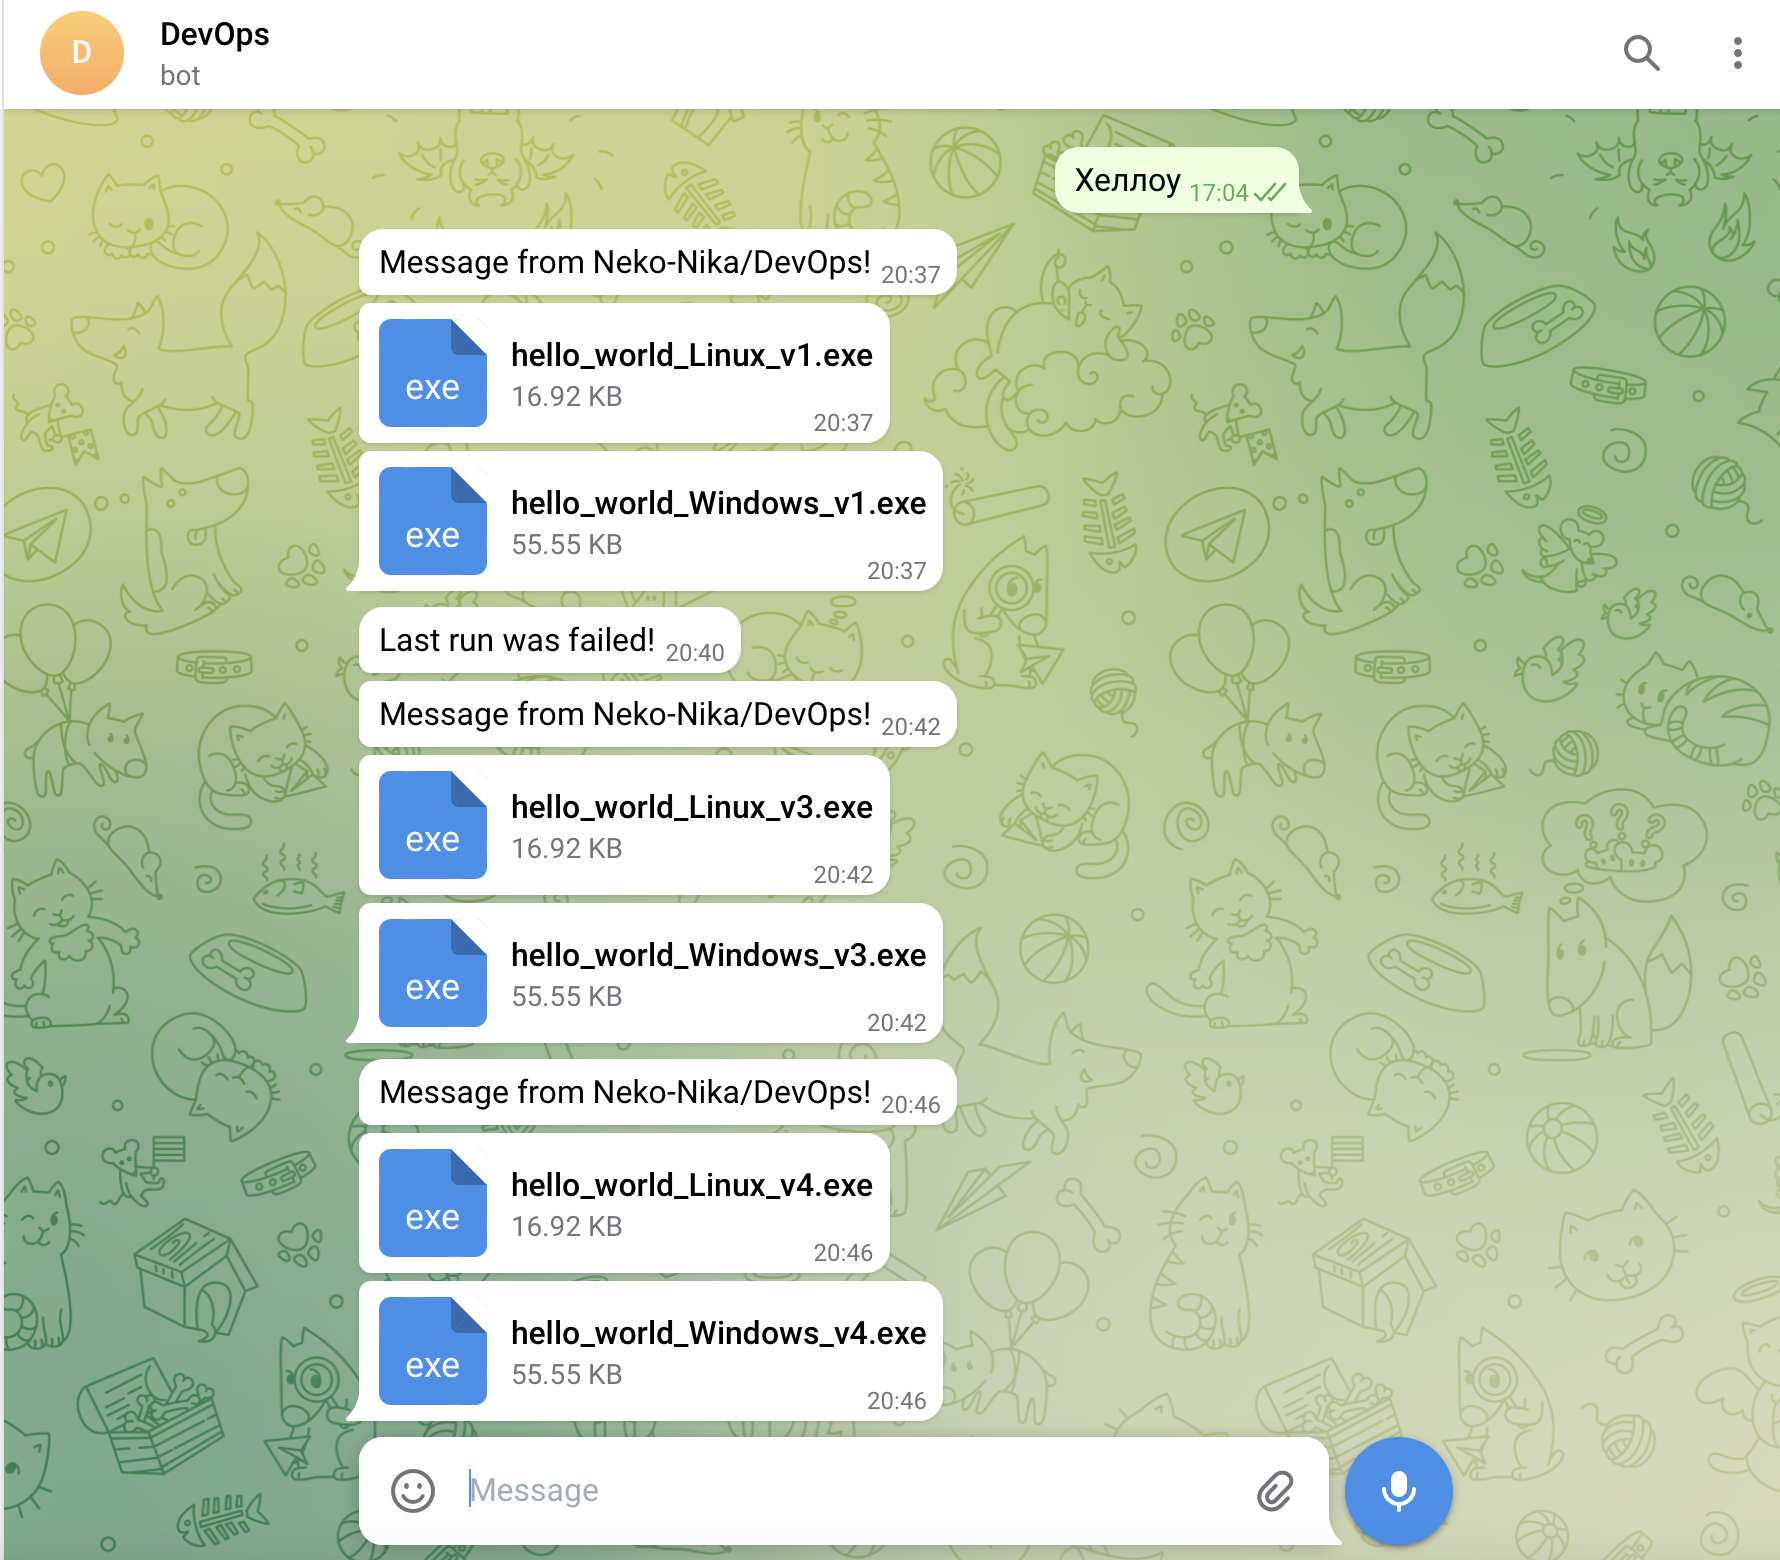 D
DevOps
bot
Хеллоу 17:04
Message from Neko-Nika/DevOps! 20:37
exe
hello_world_Linux_v1.exe
16.92 KB
20:37
exe
hello_world_Windows_v1.exe
55.55 KB
20:37
Last run was failed! 20:40
Message from Neko-Nika/DevOps! 20:42
exe
hello_world_Linux_v3.exe
16.92 KB
20:42
exe
hello_world_Windows_v3.exe
55.55 KB
20:42
Message from Neko-Nika/DevOps! 20:46
exe
hello_world_Linux_v4.exe
16.92 KB
20:46
exe
hello_world_Windows_v4.exe
55.55 KB
20:46
Message